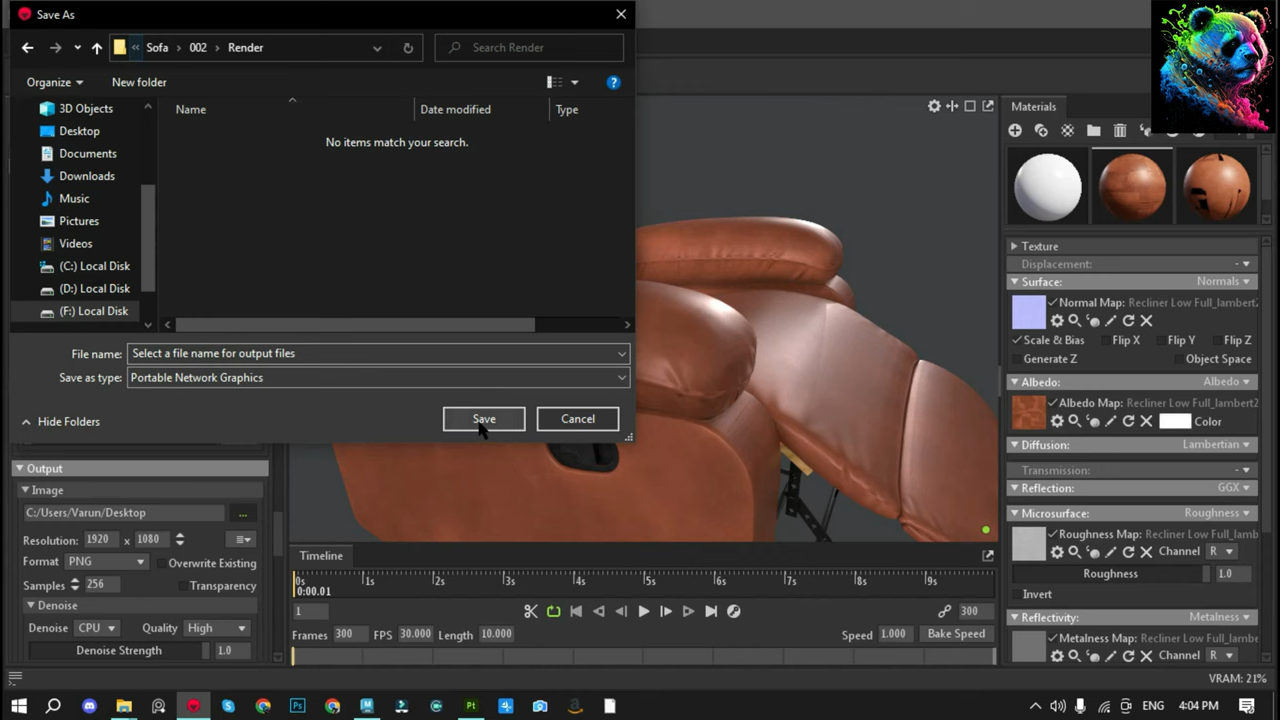 Save As
Sofa
002
Render
Search Render
Organize
New folder
3D Objects
Desktop
Documents
Downloads
Music
Pictures
Videos
(C:) Local Disk
(D:) Local Disk
(F:) Local Disk
Name
Date modified
Type
No items match your search.
File name: Select a file name for output files
Save as type: Portable Network Graphics
Hide Folders
Save
Cancel
Output
Image
C:/Users/Varun/Desktop ...
Resolution: 1920 x 1080
Format PNG Overwrite Existing
Samples 256 Transparency
Denoise
Denoise CPU Quality High
Denoise Strength 1.0
Timeline
0s 1s 2s 3s 4s 5s 6s 7s 8s 9s
0:00.01
1 300
Frames 300 FPS 30.000 Length 10.000 Speed 1.000 Bake Speed
Materials
Texture
Displacement: -
Surface: Normals
Normal Map: Recliner Low Full_lambert2
Scale & Bias Flip X Flip Y Flip Z
Generate Z Object Space
Albedo: Albedo
Albedo Map: Recliner Low Full_lambert2
Color
Diffusion: Lambertian
Transmission: -
Reflection: GGX
Microsurface: Roughness
Roughness Map: Recliner Low Full_lamb
Channel R
Roughness 1.0
Invert
Reflectivity: Metalness
Metalness Map: Recliner Low Full_lambe
Channel R
VRAM: 21%
Ps
Pt
4:04 PM